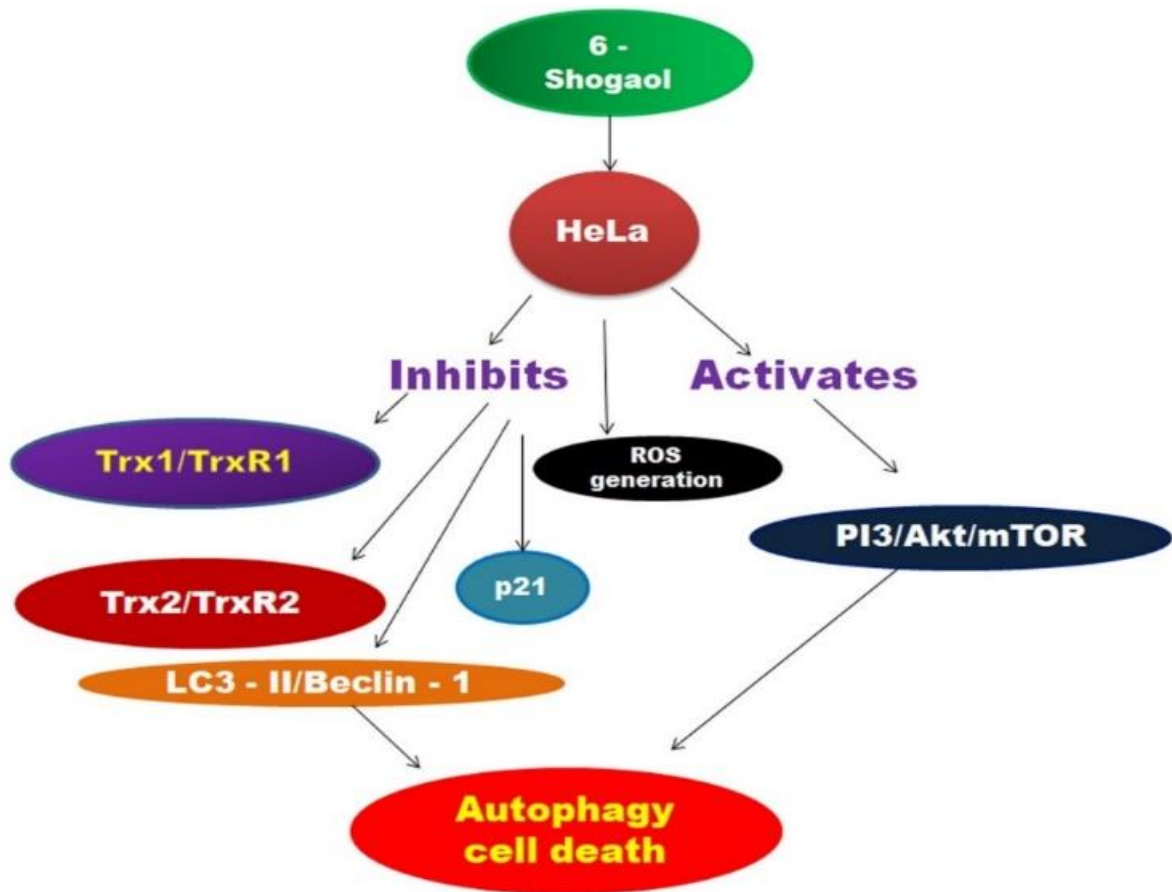 6 -
Shogaol
HeLa
Inhibits
Activates
Trx1/TrxR1
ROS
generation
PI3/Akt/mTOR
Trx2/TrxR2
p21
LC3 - II/Beclin - 1
Autophagy
cell death